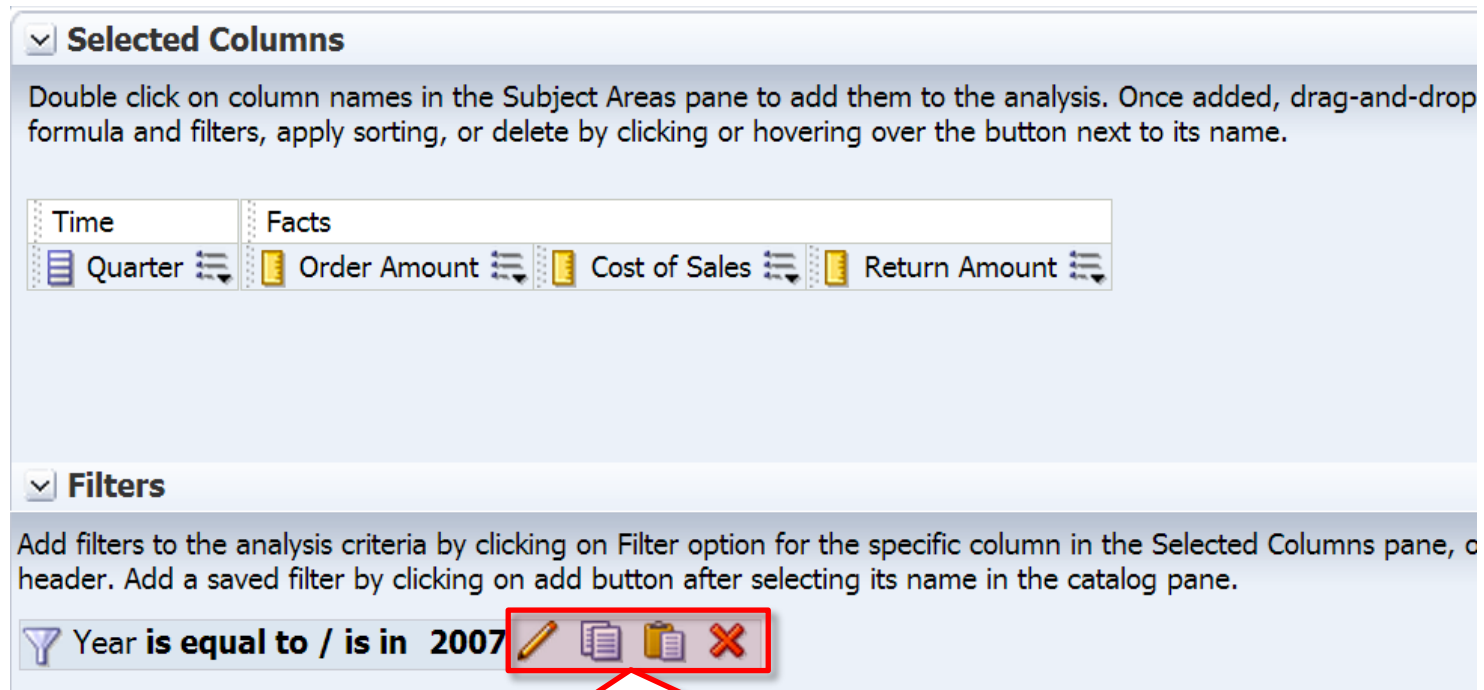 Selected Columns
Double click on column names in the Subject Areas pane to add them to the analysis. Once added, drag-and-drop
formula and filters, apply sorting, or delete by clicking or hovering over the button next to its name.
Time Facts
Quarter Order Amount Cost of Sales Return Amount
Filters
Add filters to the analysis criteria by clicking on Filter option for the specific column in the Selected Columns pane,
header. Add a saved filter by clicking on add button after selecting its name in the catalog pane.
Year is equal to / is in 2007